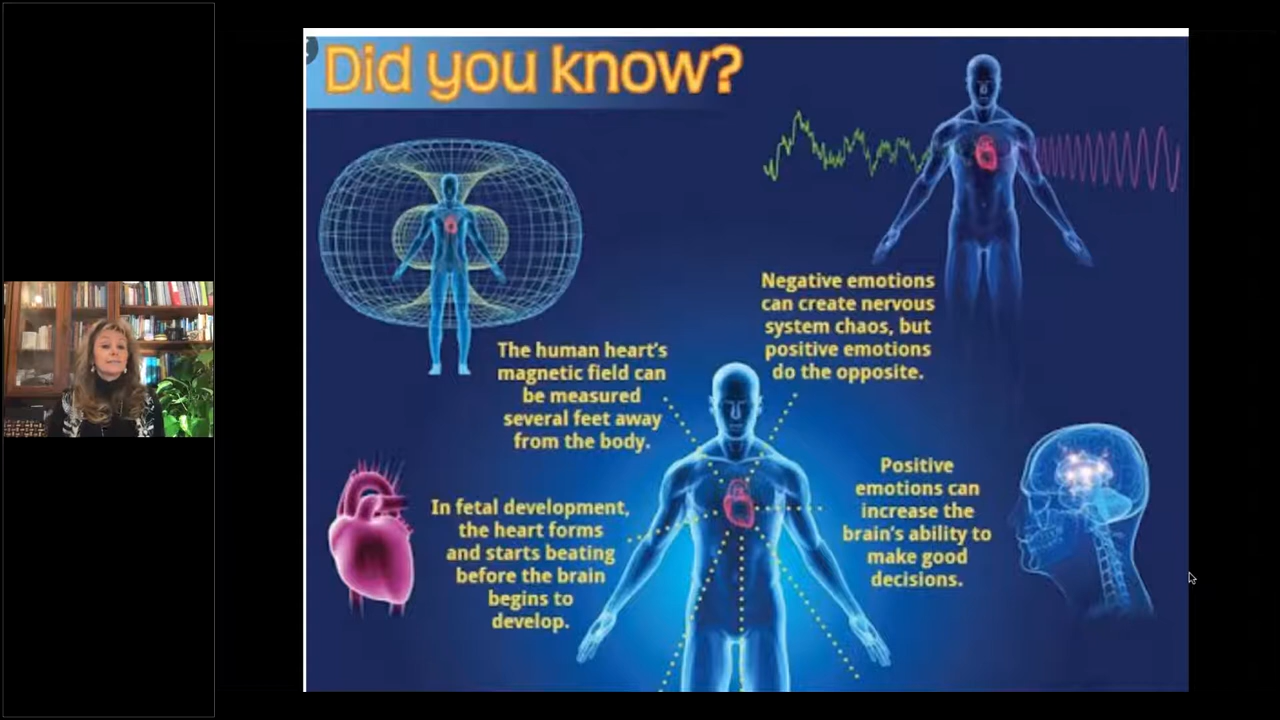 Did you know?
Negative emotions
can create nervous
system chaos, but
positive emotions
do the opposite.
The human heart's
magnetic field can
be measured
several feet away
from the body.
Positive
emotions can
increase the
brain's ability to
make good
decisions.
In fetal development,
the heart forms
and starts beating
before the brain
begins to
develop.